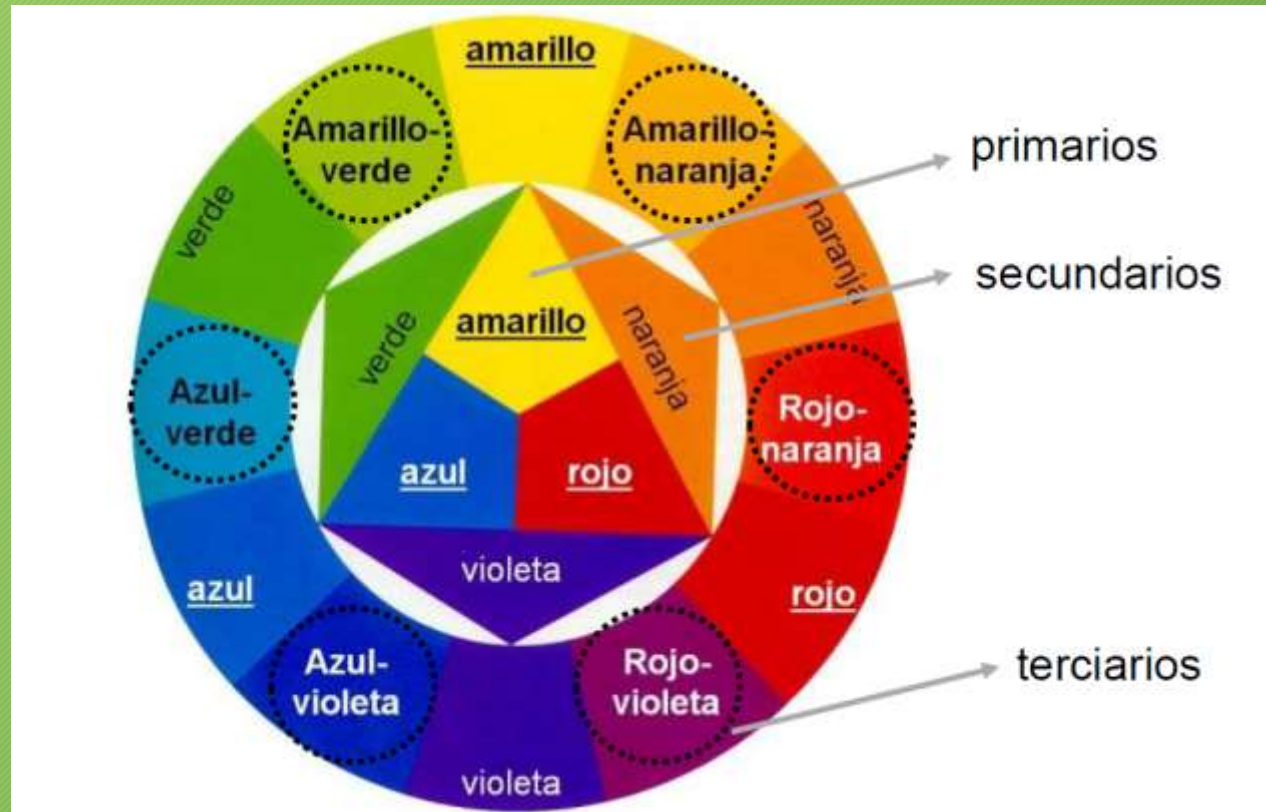 amarillo
Amarillo-
verde
Amarillo-
naranja
primarios
verde
naranja
secundarios
amarillo
verde
naranja
Azul-
verde
Rojo-
naranja
azul
rojo
violeta
azul
rojo
Azul-
violeta
Rojo-
violeta
terciarios
violeta